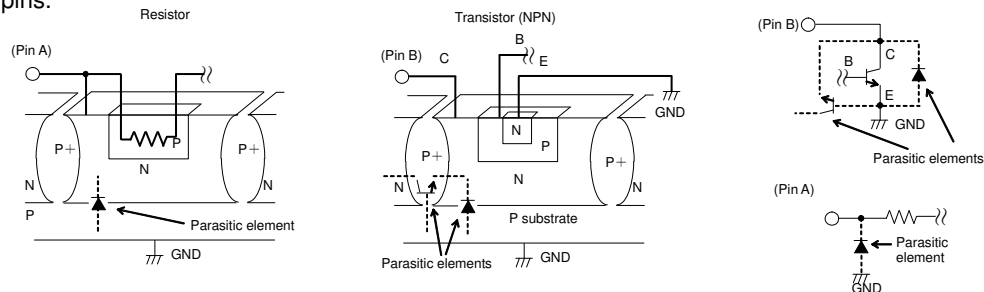 pins.
Resistor
(Pin A)
P+
P
P+
N
N
N
P
Parasitic element
GND
Transistor (NPN)
(Pin B)
C
B
E
GND
N
P
P+
P+
N
N
N
P substrate
Parasitic elements
GND
(Pin B)
C
B
E
GND
Parasitic elements
(Pin A)
Parasitic
element
GND